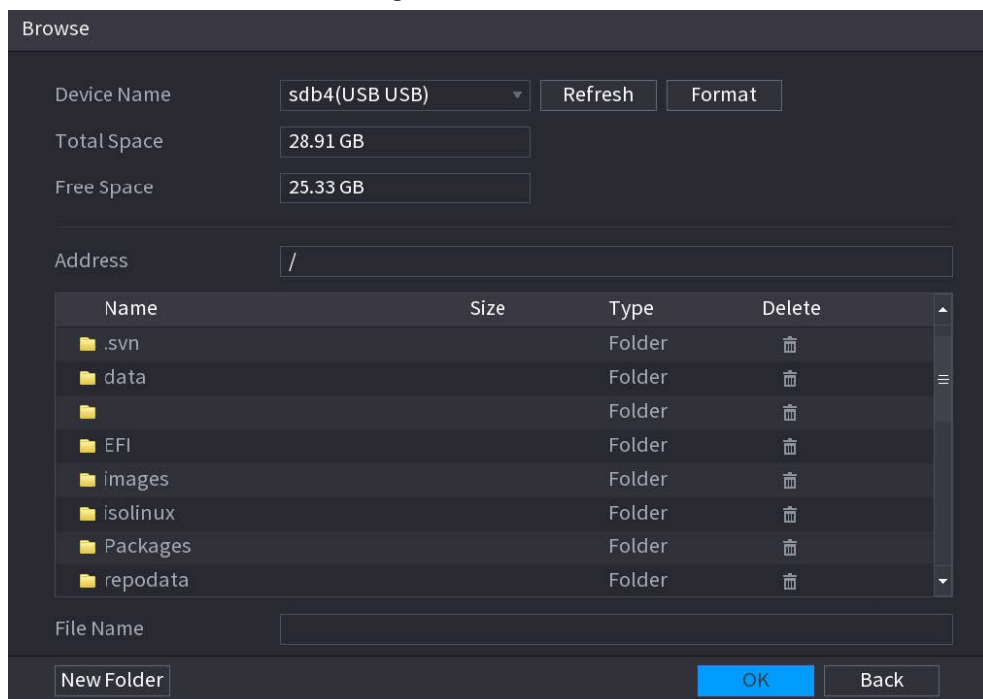 Browse
Device Name sdb4(USB USB) Refresh Format
Total Space 28.91 GB
Free Space 25.33 GB
Address /
Name Size Type Delete
.svn Folder
data Folder
Folder
EFI Folder
images Folder
isolinux Folder
Packages Folder
repodata Folder
File Name
New Folder OK Back